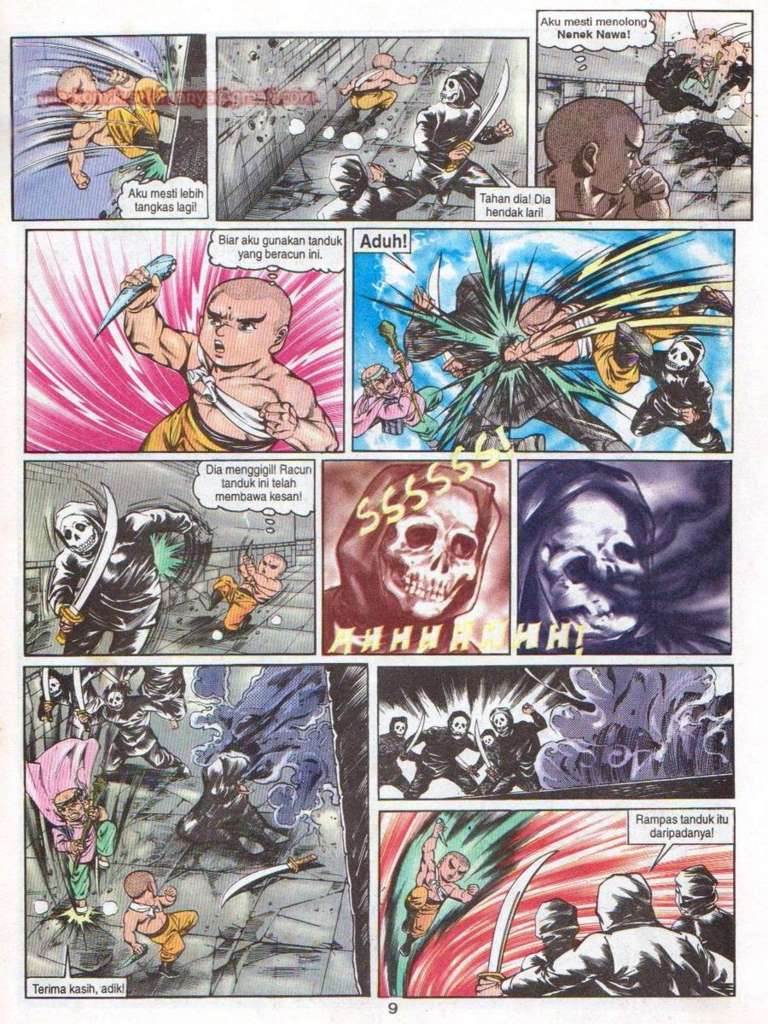 Aku mesti lebih
tangkas lagi!
Tahan dia! Dia
hendak lari!
Aku mesti menolong
Nenek Nawa!
Biar aku gunakan tanduk
yang beracun ini.
Aduh!
Dia menggigil! Racun
tanduk ini telah
membawa kesan!
SSSSSSS!
AHHHHAHHH!
Terima kasih, adik!
Rampas tanduk itu
daripadanya!
9